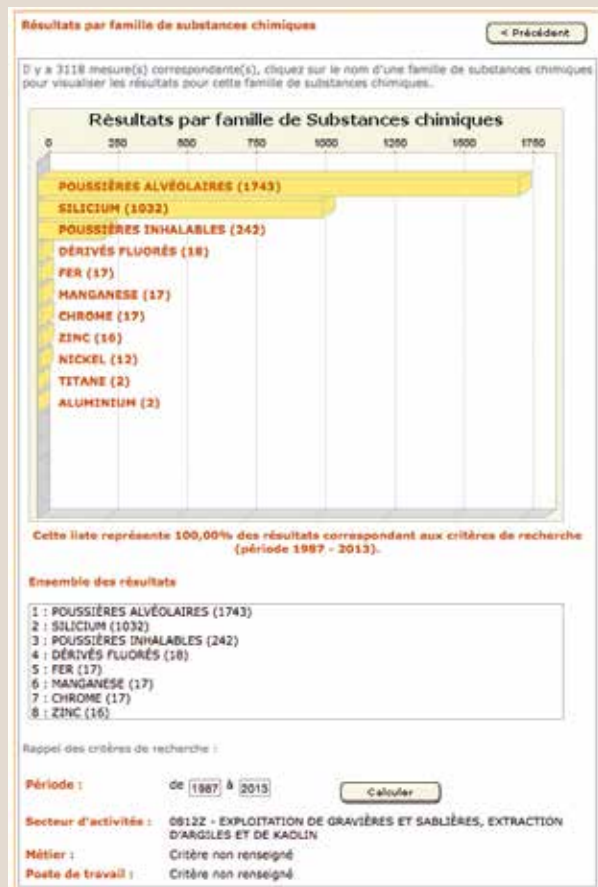 Résultats par famille de substances chimiques
< Précédent
Il y a 3118 mesure(s) correspondente(s), cliquez sur le nom d'une famille de substances chimiques
pour visualiser les résultats pour cette famille de substances chimiques..
Résultats par famille de Substances chimiques
0 250 500 750 1000 1250 1500 1750
POUSSIÈRES ALVÉOLAIRES (1743)
SILICIUM (1032)
POUSSIÈRES INHALABLES (242)
DÉRIVÉS FLUORÉS (18)
FER (17)
MANGANESE (17)
CHROME (17)
ZINC (16)
NICKEL (12)
TITANE (2)
ALUMINIUM (2)
Cette liste représente 100,00% des résultats correspondant aux critères de recherche
(période 1987 - 2013).
Ensemble des résultats
1 : POUSSIÈRES ALVÉOLAIRES (1743)
2 : SILICIUM (1032)
3 : POUSSIÈRES INHALABLES (242)
4 : DÉRIVÉS FLUORÉS (18)
5 : FER (17)
6 : MANGANESE (17)
7 : CHROME (17)
8 : ZINC (16)
Rappel des critères de recherche :
Période : de 1987 à 2013 Calculer
Secteur d'activités : 0812Z - EXPLOITATION DE GRAVIÈRES ET SABLIÈRES, EXTRACTION
D'ARGILES ET DE KAOLIN
Métier : Critère non renseigné
Poste de travail : Critère non renseigné